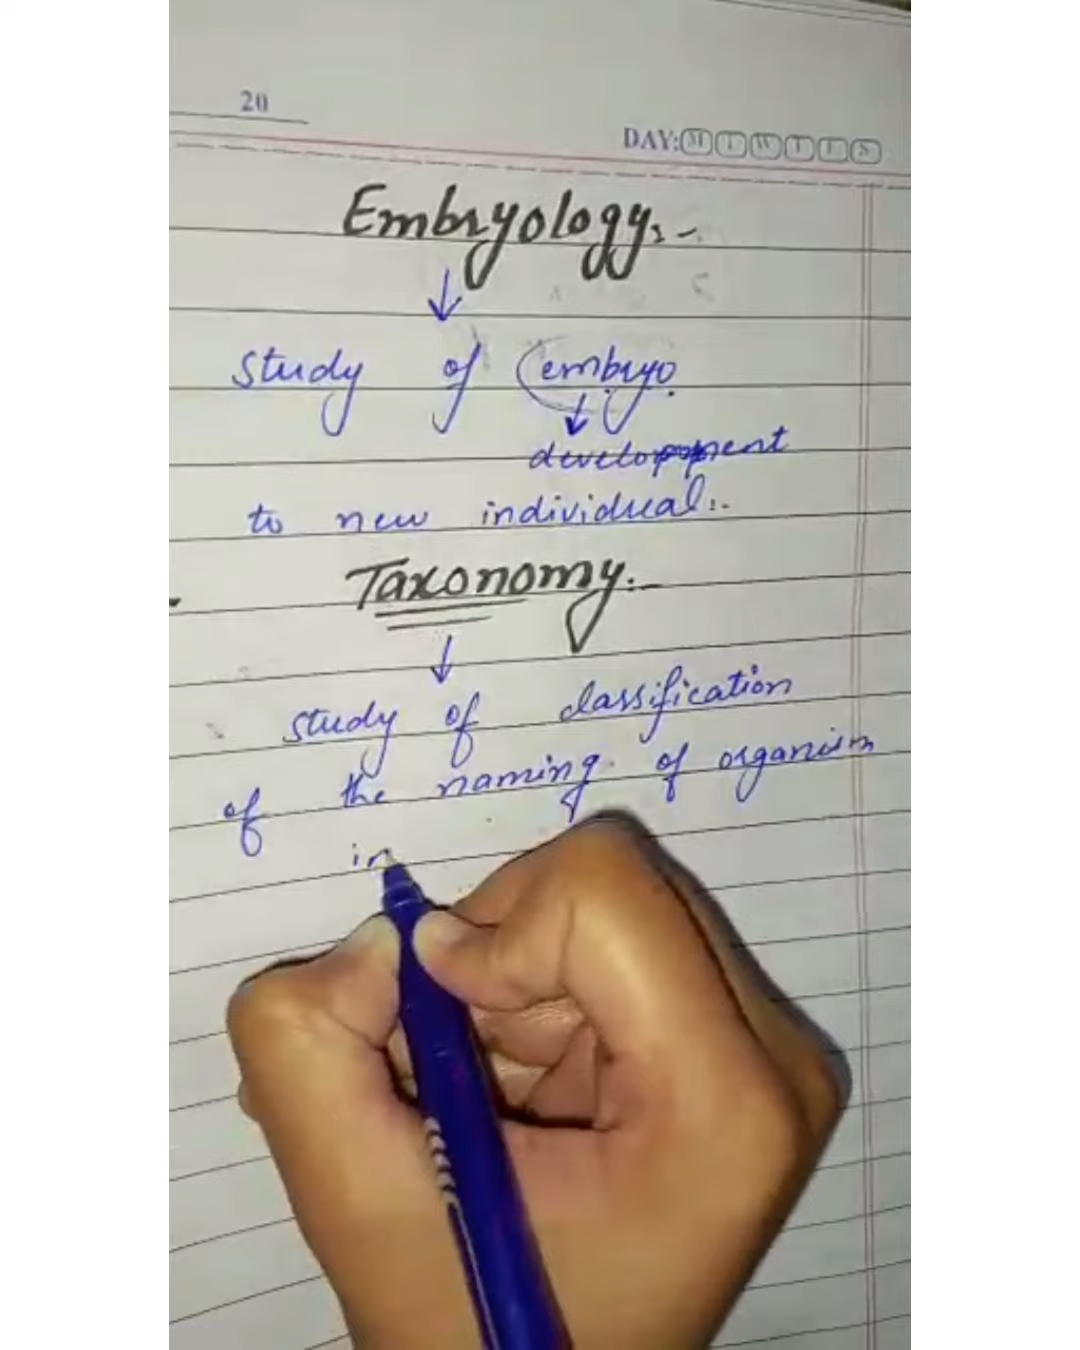 20
DAY: M T W T F S
Embryology:-
Study of embryo.
development
to new individual:-
Taxonomy:-
study of classification
of the naming of organism
in